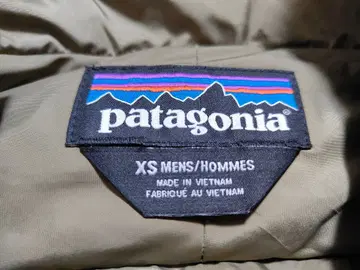 patagonia
XS MENS/HOMMES
MADE IN VIETNAM
FABRIQUÉ AU VIETNAM